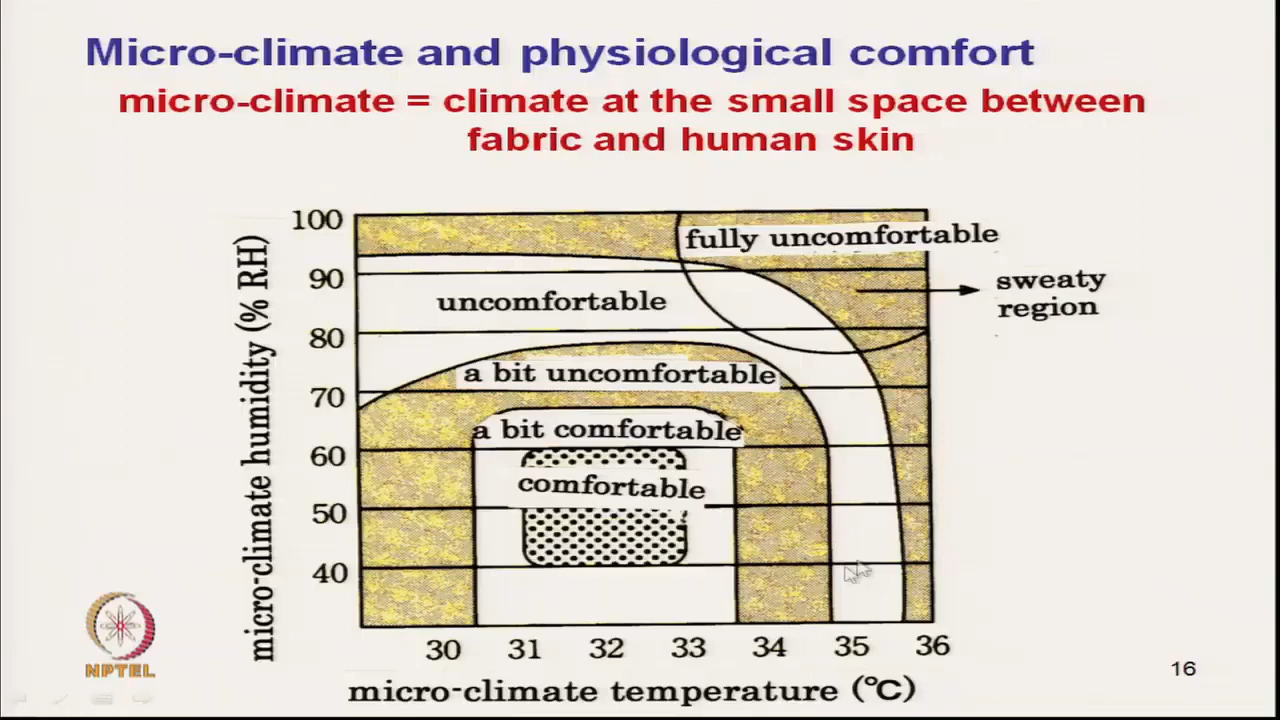 Micro-climate and physiological comfort
micro-climate = climate at the small space between
fabric and human skin
micro-climate humidity (% RH)
100
90
80
70
60
50
40
fully uncomfortable
sweaty
region
uncomfortable
a bit uncomfortable
a bit comfortable
comfortable
30 31 32 33 34 35 36
micro-climate temperature (°C)
NPTEL
16